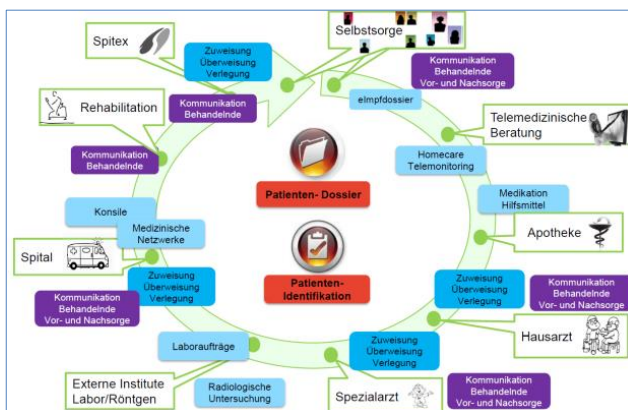 Spitex
Zuweisung
Überweisung
Verlegung
Selbstsorge
Kommunikation
Behandelnde
Vor- und Nachsorge
Kommunikation
Behandelnde
eImpfdossier
Rehabilitation
Telemedizinische
Beratung
Kommunikation
Behandelnde
Homecare
Telemonitoring
Patienten- Dossier
Konsile
Medizinische
Netzwerke
Medikation
Hilfsmittel
Apotheke
Spital
Patienten-
Identifikation
Zuweisung
Überweisung
Verlegung
Kommunikation
Behandelnde
Vor- und Nachsorge
Zuweisung
Überweisung
Verlegung
Kommunikation
Behandelnde
Vor- und Nachsorge
Hausarzt
Laboraufträge
Zuweisung
Überweisung
Verlegung
Externe Institute
Labor/Röntgen
Radiologische
Untersuchung
Spezialarzt
Kommunikation
Behandelnde
Vor- und Nachsorge